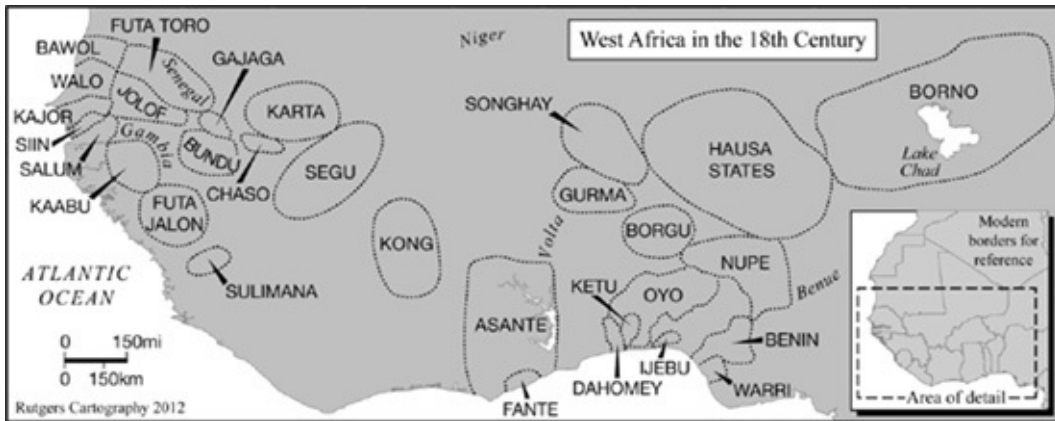 West Africa in the 18th Century
FUTA TORO
BAWOL
GAJAGA
Niger
Senegal
WALO
JOLOF
KARTA
SONGHAY
BORNO
KAJOR
SIIN
Gambia
BUNDU
HAUSA
STATES
Lake
Chad
SALUM
CHASO
SEGU
KAABU
GURMA
FUTA
JALON
KONG
Volta
BORGU
Modern
borders for
reference
NUPE
Benue
ATLANTIC
OCEAN
SULIMANA
KETU
OYO
ASANTE
BENIN
0
150mi
0
150km
IJEBU
DAHOMEY
WARRI
FANTE
Area of detail
Rutgers Cartography 2012